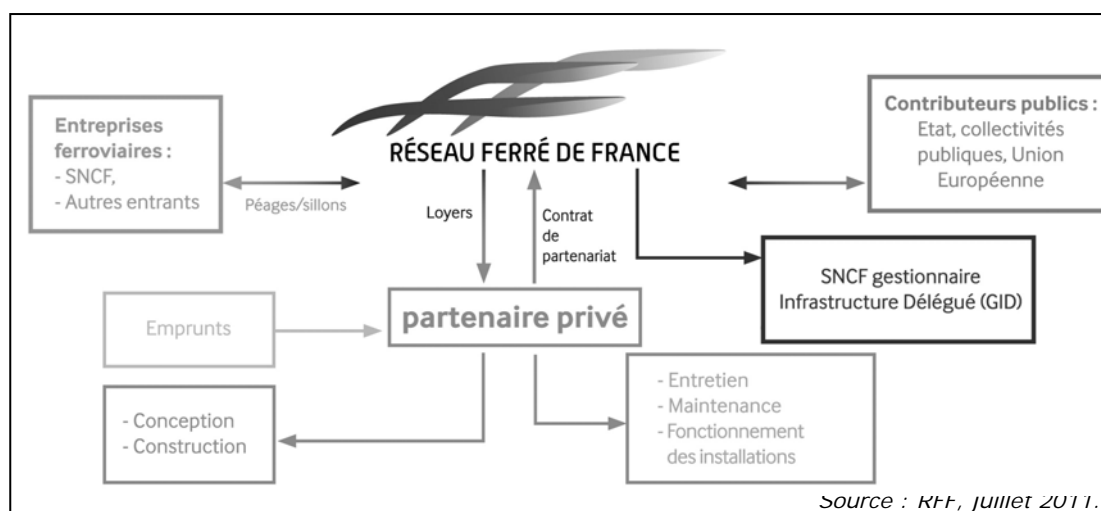 Entreprises
ferroviaires :
- SNCF,
- Autres entrants
Péages/sillons
RÉSEAU FERRÉ DE FRANCE
Contributeurs publics :
Etat, collectivités
publiques, Union
Européenne
Loyers
Contrat
de
partenariat
SNCF gestionnaire
Infrastructure Délégué (GID)
Emprunts
partenaire privé
- Conception
- Construction
- Entretien
- Maintenance
- Fonctionnement
des installations
Source : RFF, juillet 2011.